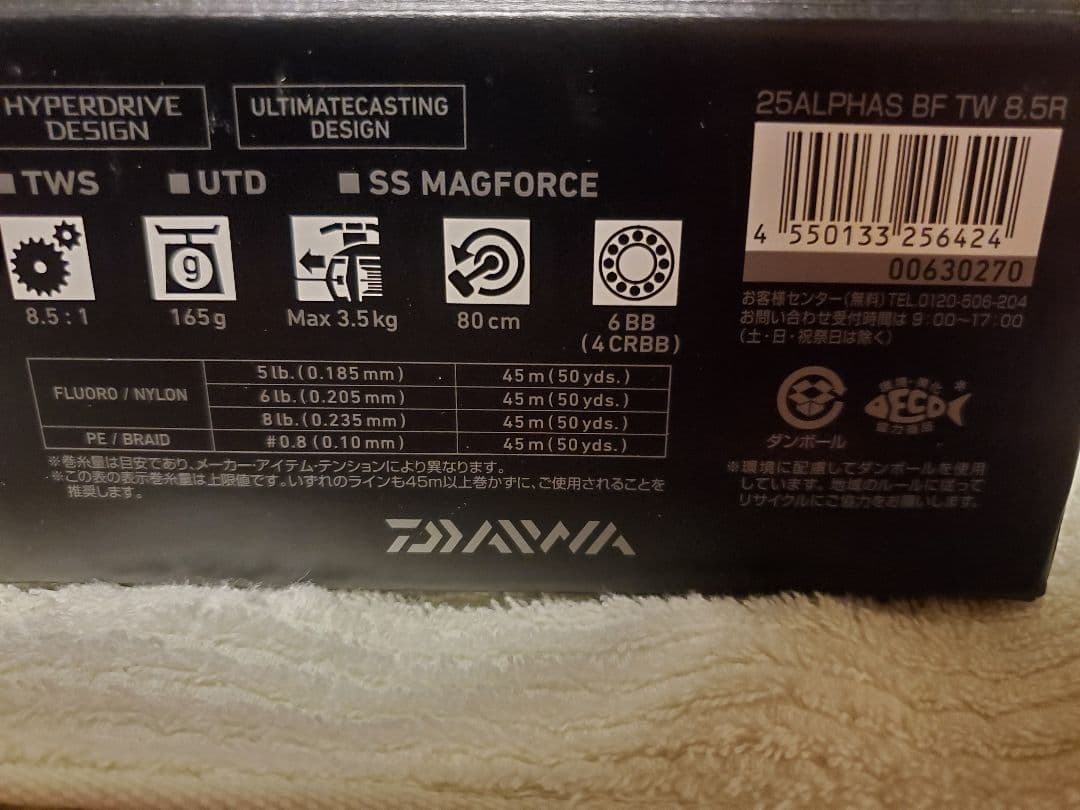 HYPERDRIVE
DESIGN
ULTIMATECASTING
DESIGN
25ALPHAS BF TW 8.5R
TWS
UTD
SS MAGFORCE
4 550133 256424
00630270
お客様センター(無料)TEL.0120-506-204
お問い合わせ受付時間は9:00〜17:00
(土・日・祝祭日は除く)
g
8.5:1
165g
Max 3.5kg
80cm
6BB
(4CRBB)
FLUORO / NYLON
5lb.(0.185mm)
45m(50yds.)
6lb.(0.205mm)
45m(50yds.)
8lb.(0.235mm)
45m(50yds.)
PE / BRAID
#0.8(0.10mm)
45m(50yds.)
※巻糸量は目安であり、メーカー・アイテム・テンションにより異なります。
※この表の表示巻糸量は上限値です。いずれのラインも45m以上巻かずに、ご使用されることを
推奨します。
ダンボール
ECO
※環境に配慮してダンボールを使用
しています。地域のルールに従って
リサイクルにご協力をお願いします。
DAIWA